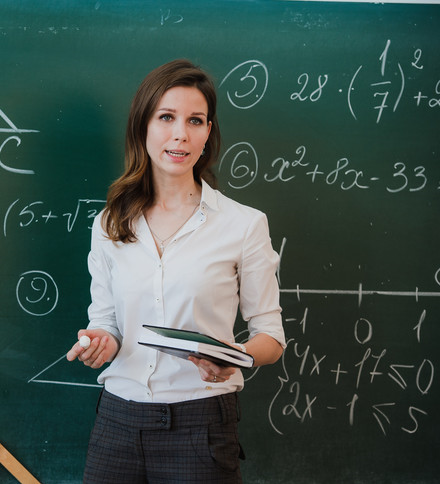 ⑤. 28 · (1/7)² + 2
⑥. x² + 8x - 33
C
(5 + √3
⑨.
-1 0 1
{ 4x + 17 ≤ 0
2x - 1 ≤ 5